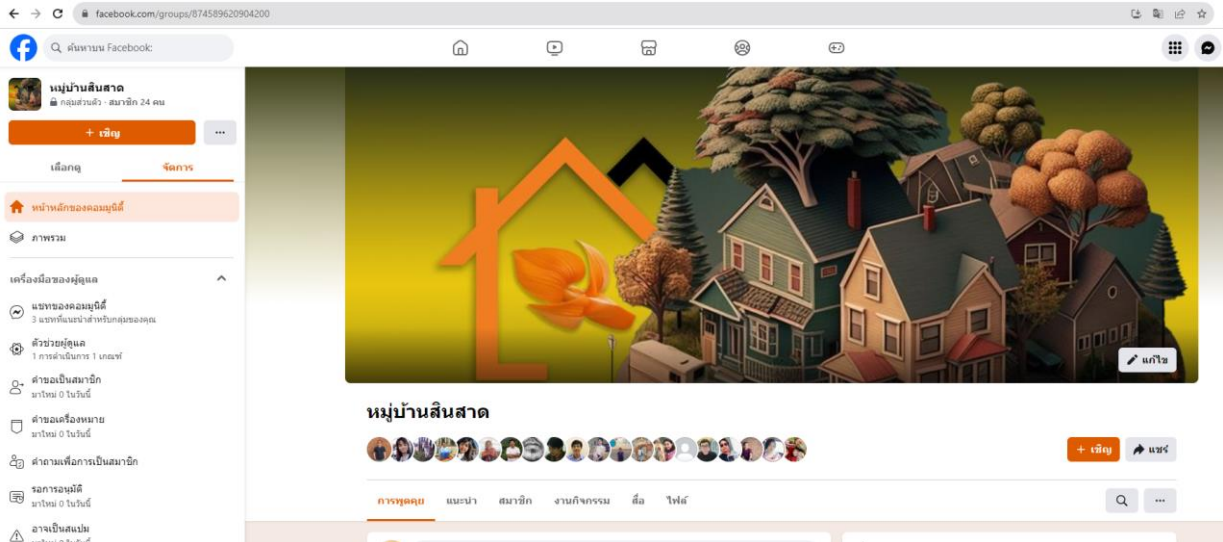 facebook.com/groups/874589620904200
ค้นหาบน Facebook:
หมู่บ้านสินสาด
กลุ่มส่วนตัว · สมาชิก 24 คน
+ เชิญ
...
เลือกดู
จัดการ
หน้าหลักของคอมมูนิตี้
ภาพรวม
เครื่องมือของผู้ดูแล
แชทของคอมมูนิตี้
3 แชทที่แนะนำสำหรับกลุ่มของคุณ
ตัวช่วยผู้ดูแล
1 การดำเนินการ 1 เกณฑ์
คำขอเป็นสมาชิก
มาใหม่ 0 ในวันนี้
คำขอเครื่องหมาย
มาใหม่ 0 ในวันนี้
คำถามเพื่อการเป็นสมาชิก
รอการอนุมัติ
มาใหม่ 0 ในวันนี้
อาจเป็นสแปม
มาใหม่ 0 ในวันนี้
แก้ไข
หมู่บ้านสินสาด
+ เชิญ
แชร์
การพูดคุย แนะนำ สมาชิก งานกิจกรรม สื่อ ไฟล์
...